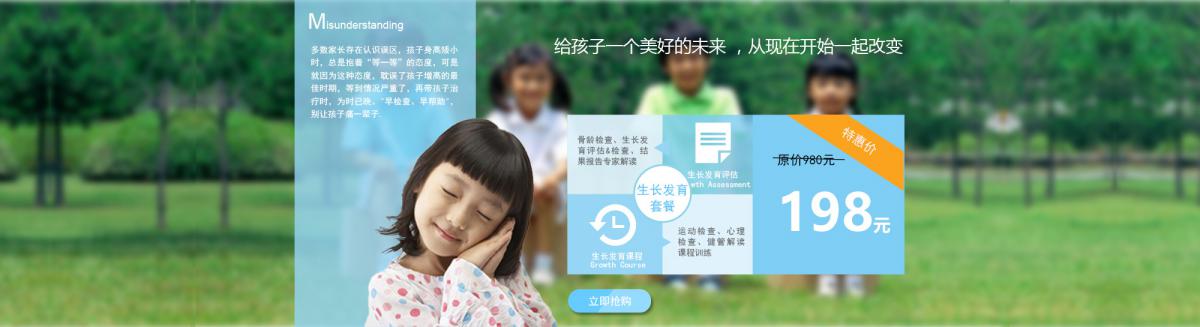 Misunderstanding
多数家长存在认识误区，孩子身高矮小
时，总是抱着“等一等”的态度，可是
就因为这种态度，耽误了孩子增高的最
佳时期，等到情况严重了，再带孩子治
疗时，为时已晚。“早检查、早帮助”，
别让孩子痛一辈子.
给孩子一个美好的未来 ，从现在开始一起改变
骨龄检查、生长发
育评估&检查、结
果报告专家解读
生长发育评估
wth Assessment
生长发育
套餐
生长发育课程
Growth Course
运动检查、心理
检查、健管解读
课程训练
特惠价
原价980元
198元
立即抢购